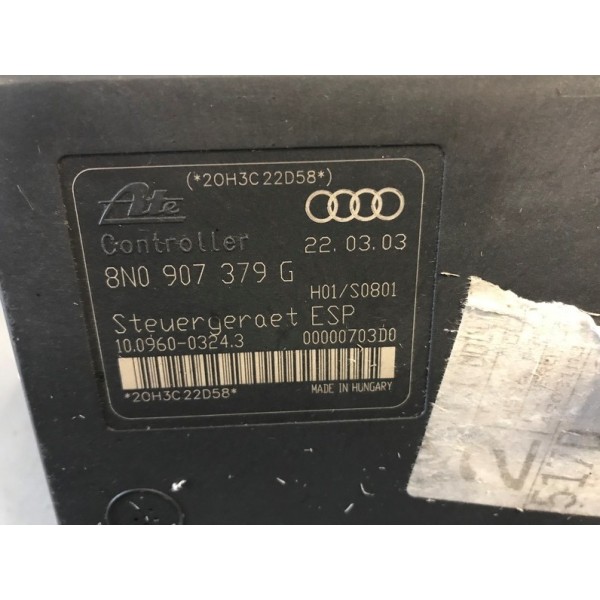 (*20H3C22D58*)
Ate
Controller 22.03.03
8N0 907 379 G
H01/S0801
Steuergeraet ESP
10.0960-0324.3 00000703D0
*20H3C22D58* MADE IN HUNGARY
2